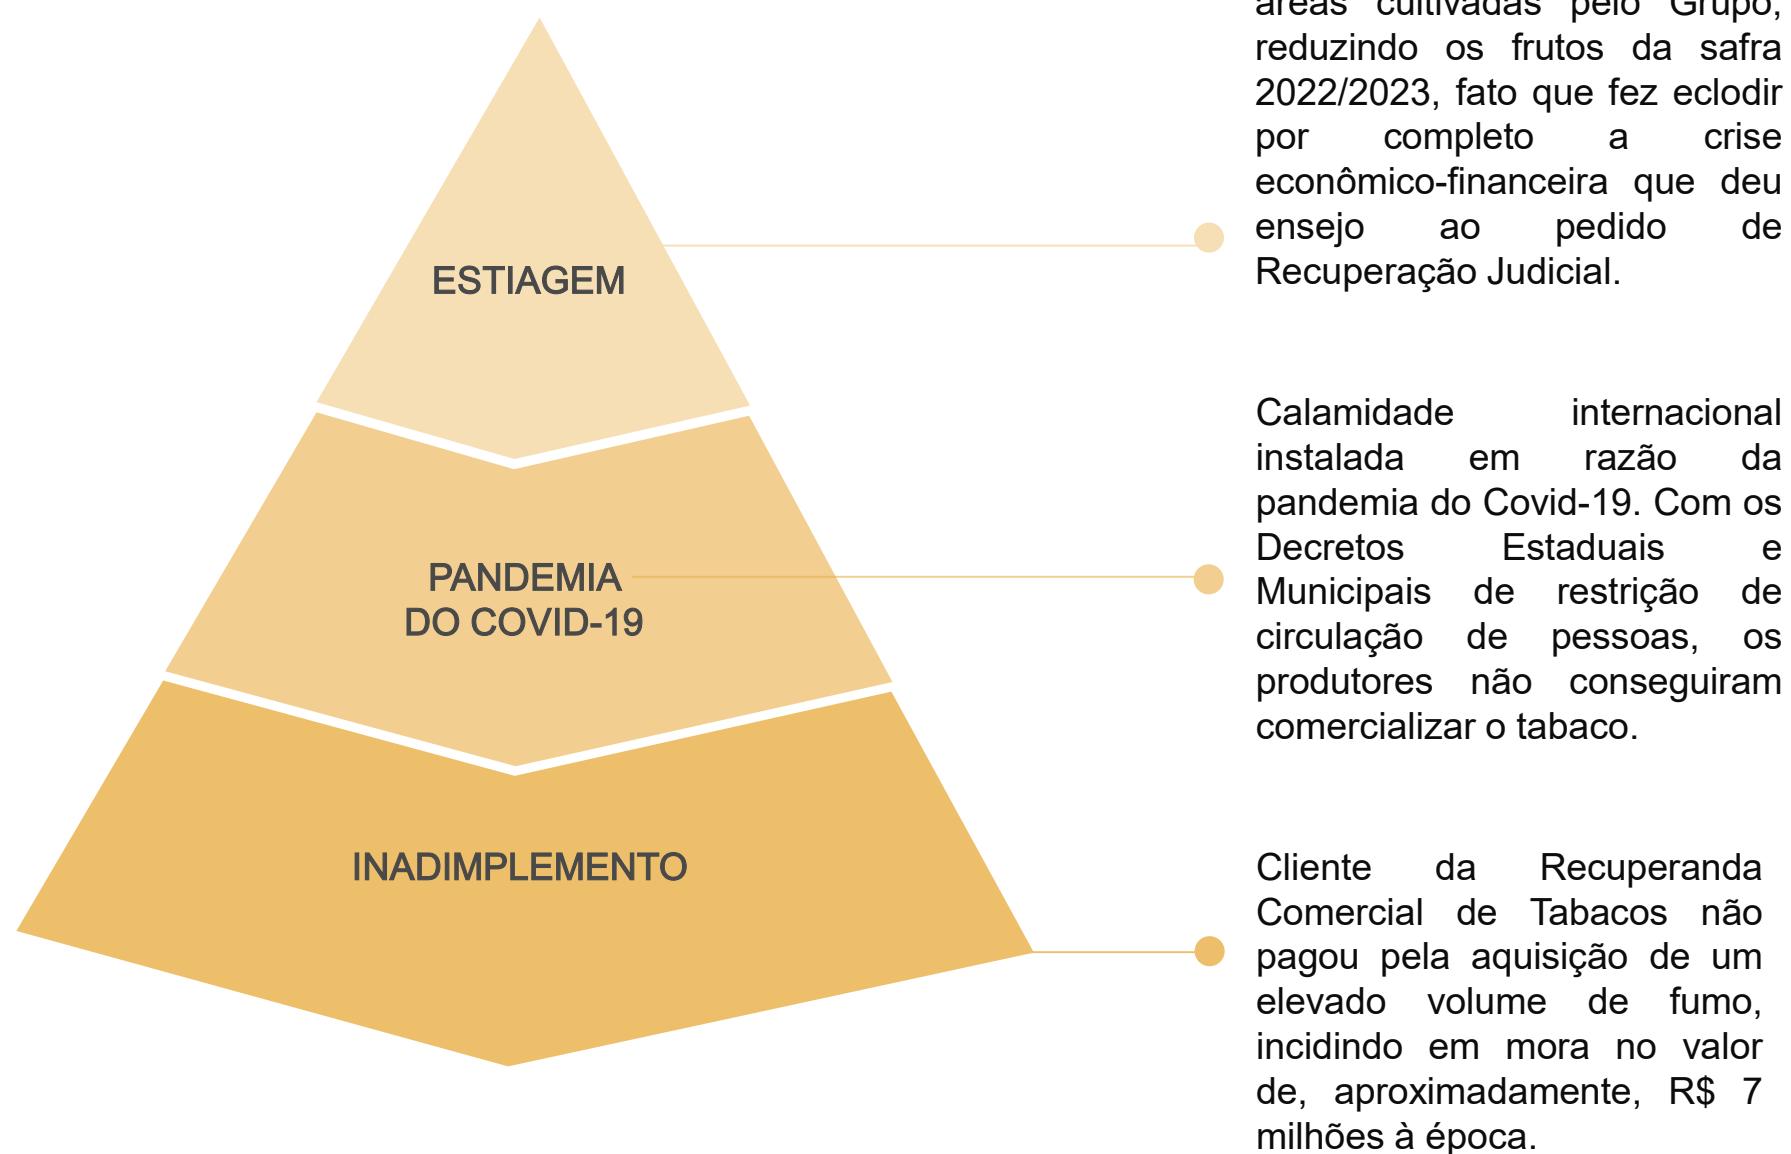 ESTIAGEM
áreas cultivadas pelo Grupo,
reduzindo os frutos da safra
2022/2023, fato que fez eclodir
por completo a crise
econômico-financeira que deu
ensejo ao pedido de
Recuperação Judicial.
PANDEMIA
DO COVID-19
Calamidade internacional
instalada em razão da
pandemia do Covid-19. Com os
Decretos Estaduais e
Municipais de restrição de
circulação de pessoas, os
produtores não conseguiram
comercializar o tabaco.
INADIMPLEMENTO
Cliente da Recuperanda
Comercial de Tabacos não
pagou pela aquisição de um
elevado volume de fumo,
incidindo em mora no valor
de, aproximadamente, R$ 7
milhões à época.